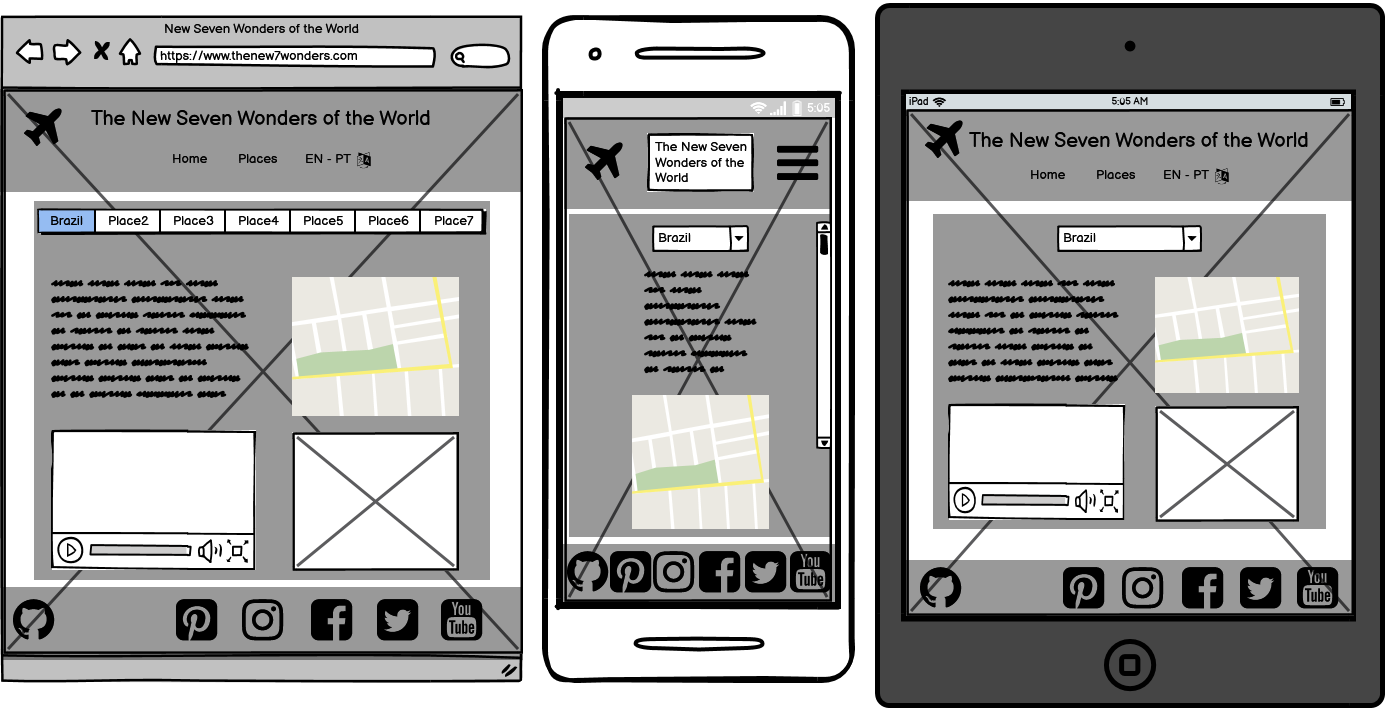 New Seven Wonders of the World
https://www.thenew7wonders.com
The New Seven Wonders of the World
Home Places EN - PT
Brazil Place2 Place3 Place4 Place5 Place6 Place7
You
Tube
5:05
The New Seven
Wonders of the
World
Brazil
You
Tube
iPad 5:05 AM
The New Seven Wonders of the World
Home Places EN - PT
Brazil
You
Tube